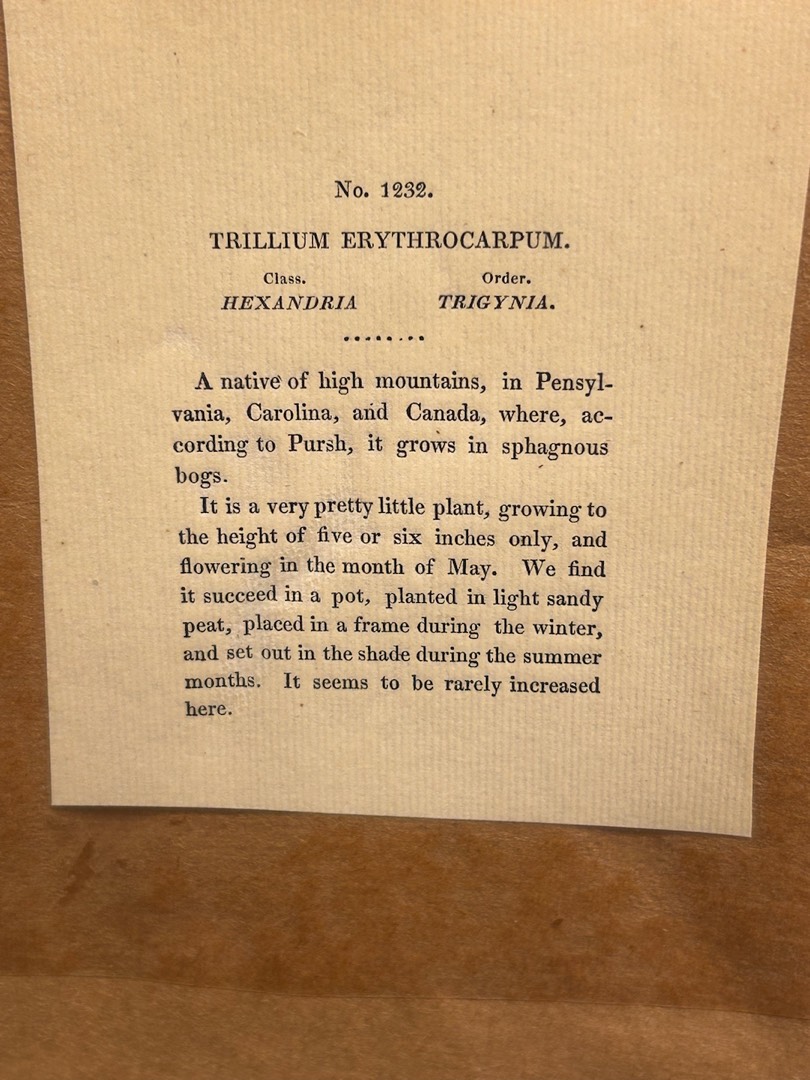 No. 1232.
TRILLIUM ERYTHROCARPUM.
Class. Order.
HEXANDRIA TRIGYNIA.
........
A native of high mountains, in Pensyl-
vania, Carolina, and Canada, where, ac-
cording to Pursh, it grows in sphagnous
bogs.
It is a very pretty little plant, growing to
the height of five or six inches only, and
flowering in the month of May. We find
it succeed in a pot, planted in light sandy
peat, placed in a frame during the winter,
and set out in the shade during the summer
months. It seems to be rarely increased
here.